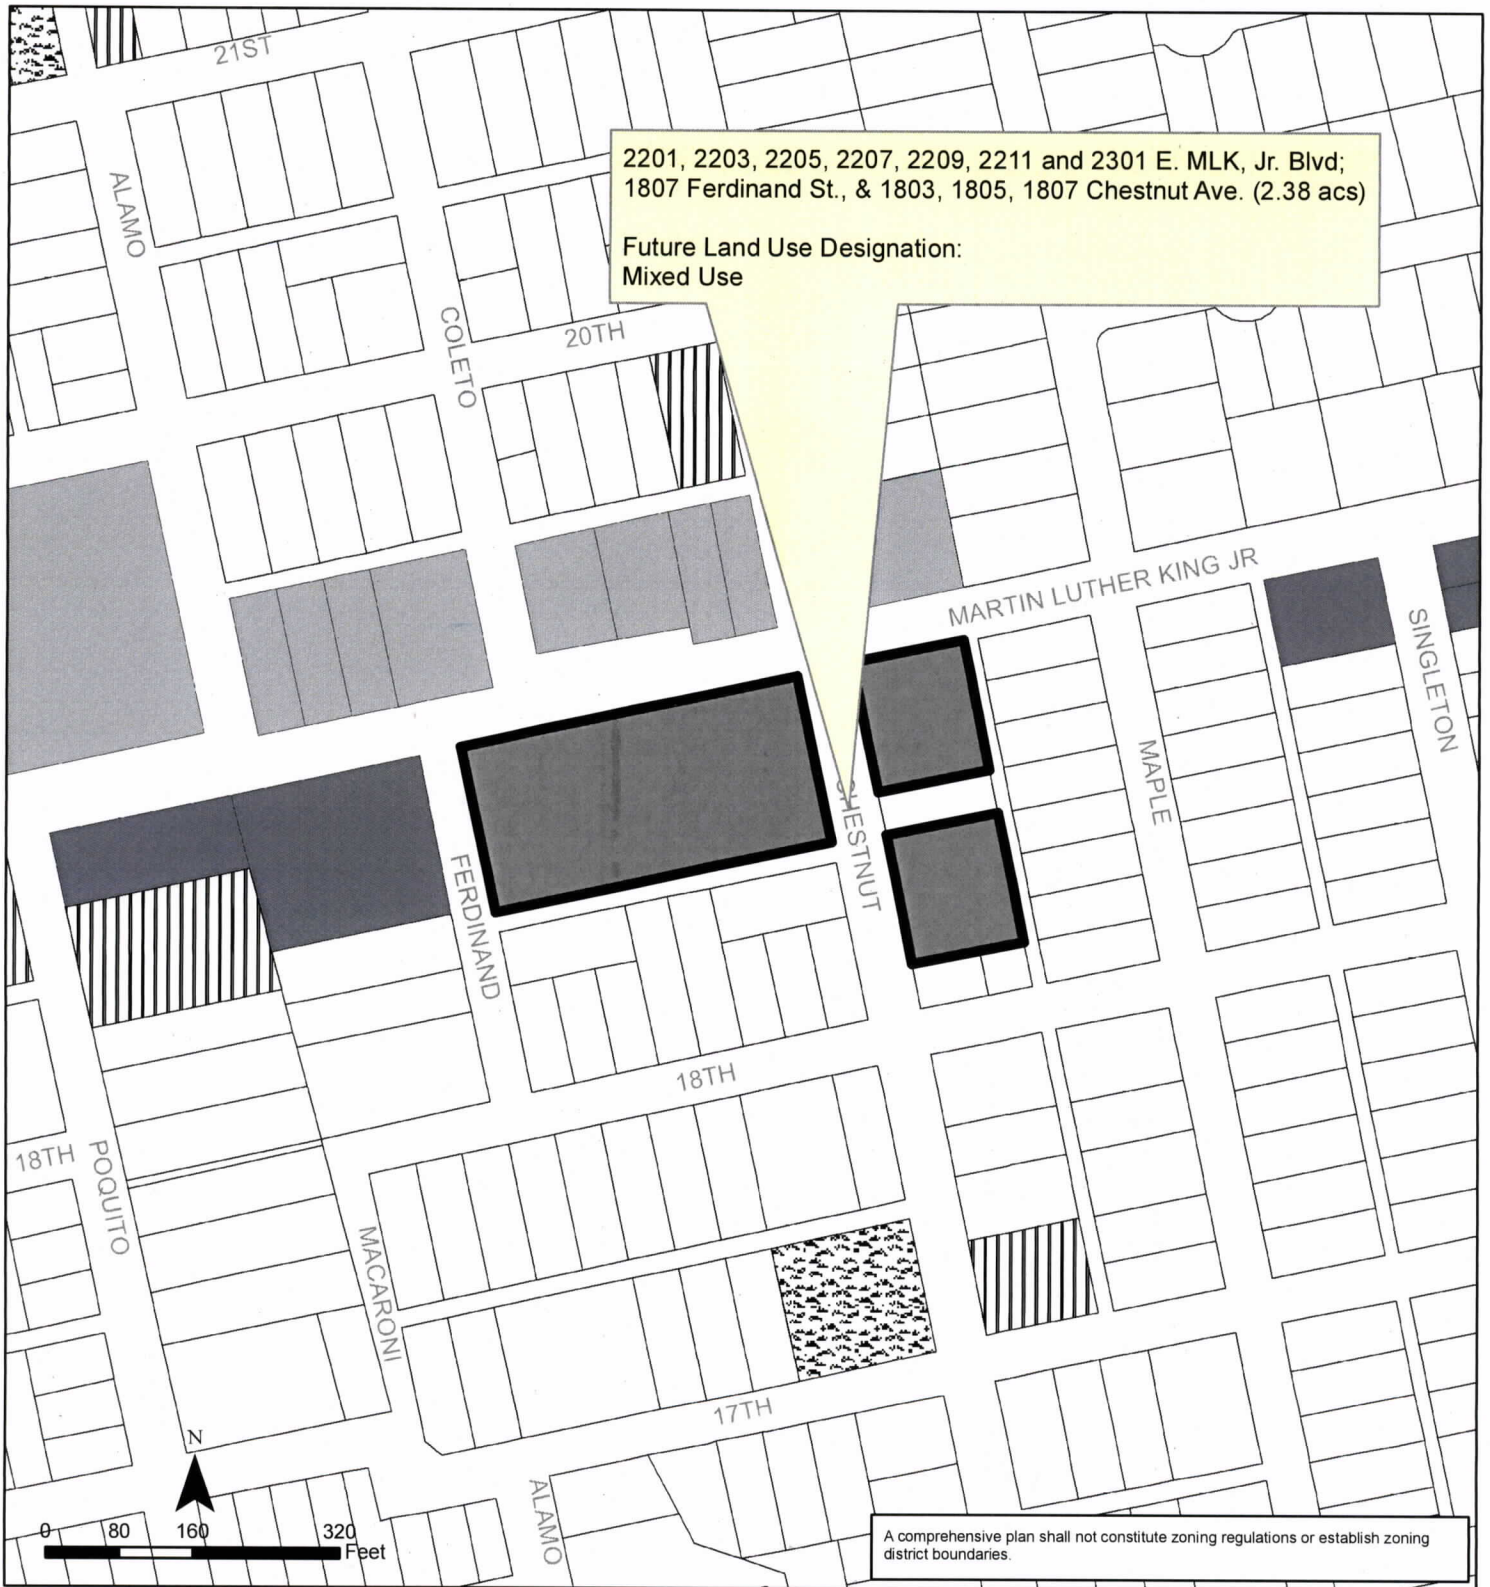 21ST
ALAMO
2201, 2203, 2205, 2207, 2209, 2211 and 2301 E. MLK, Jr. Blvd;
1807 Ferdinand St., & 1803, 1805, 1807 Chestnut Ave. (2.38 acs)
Future Land Use Designation:
Mixed Use
COLETO
20TH
MARTIN LUTHER KING JR
SINGLETON
MAPLE
CHESTNUT
FERDINAND
18TH
18TH
POQUITO
MACARONI
17TH
ALAMO
N
0 80 160 320
Feet
A comprehensive plan shall not constitute zoning regulations or establish zoning
district boundaries.